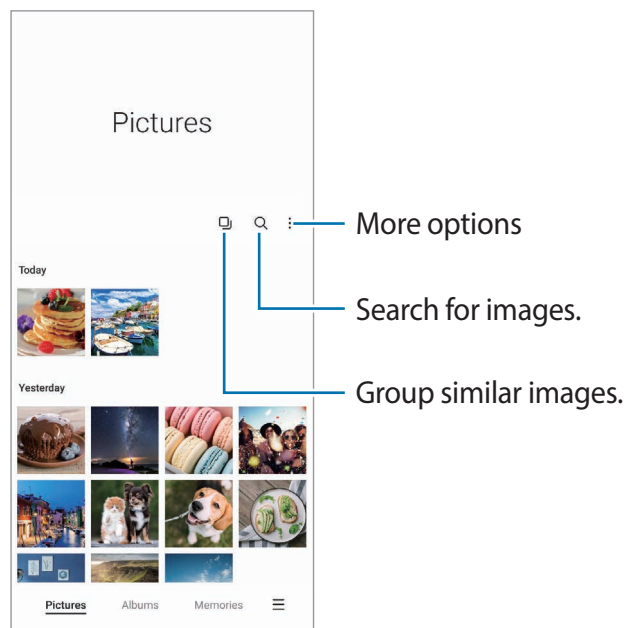 Pictures
More options
Today
Search for images.
Yesterday
Group similar images.
Pictures Albums Memories